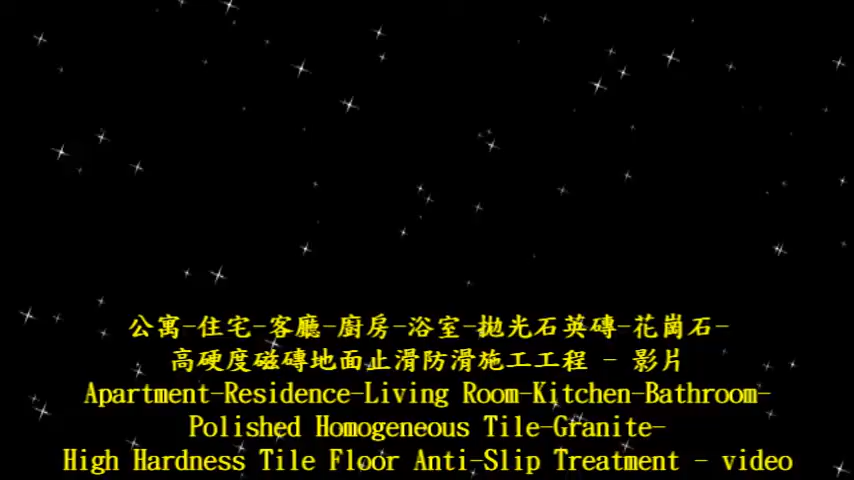 公寓-住宅-客廳-廚房-浴室-拋光石英磚-花崗石-
高硬度磁磚地面止滑防滑施工工程 - 影片
Apartment-Residence-Living Room-Kitchen-Bathroom-
Polished Homogeneous Tile-Granite-
High Hardness Tile Floor Anti-Slip Treatment - video